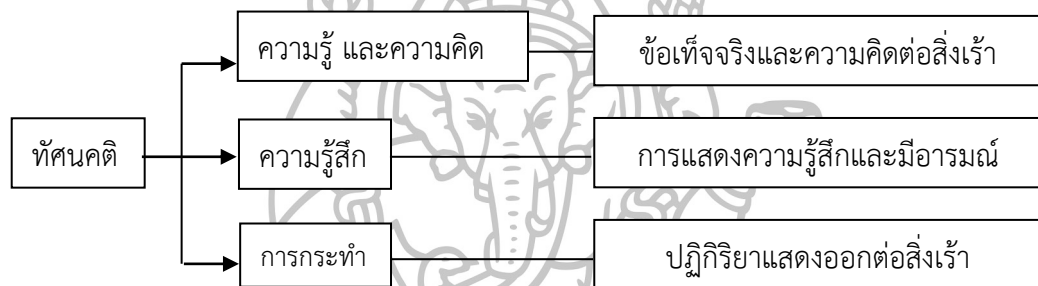 ความรู้ และความคิด
ข้อเท็จจริงและความคิดต่อสิ่งเร้า
ทัศนคติ
ความรู้สึก
การแสดงความรู้สึกและมีอารมณ์
การกระทำ
ปฏิกิริยาแสดงออกต่อสิ่งเร้า